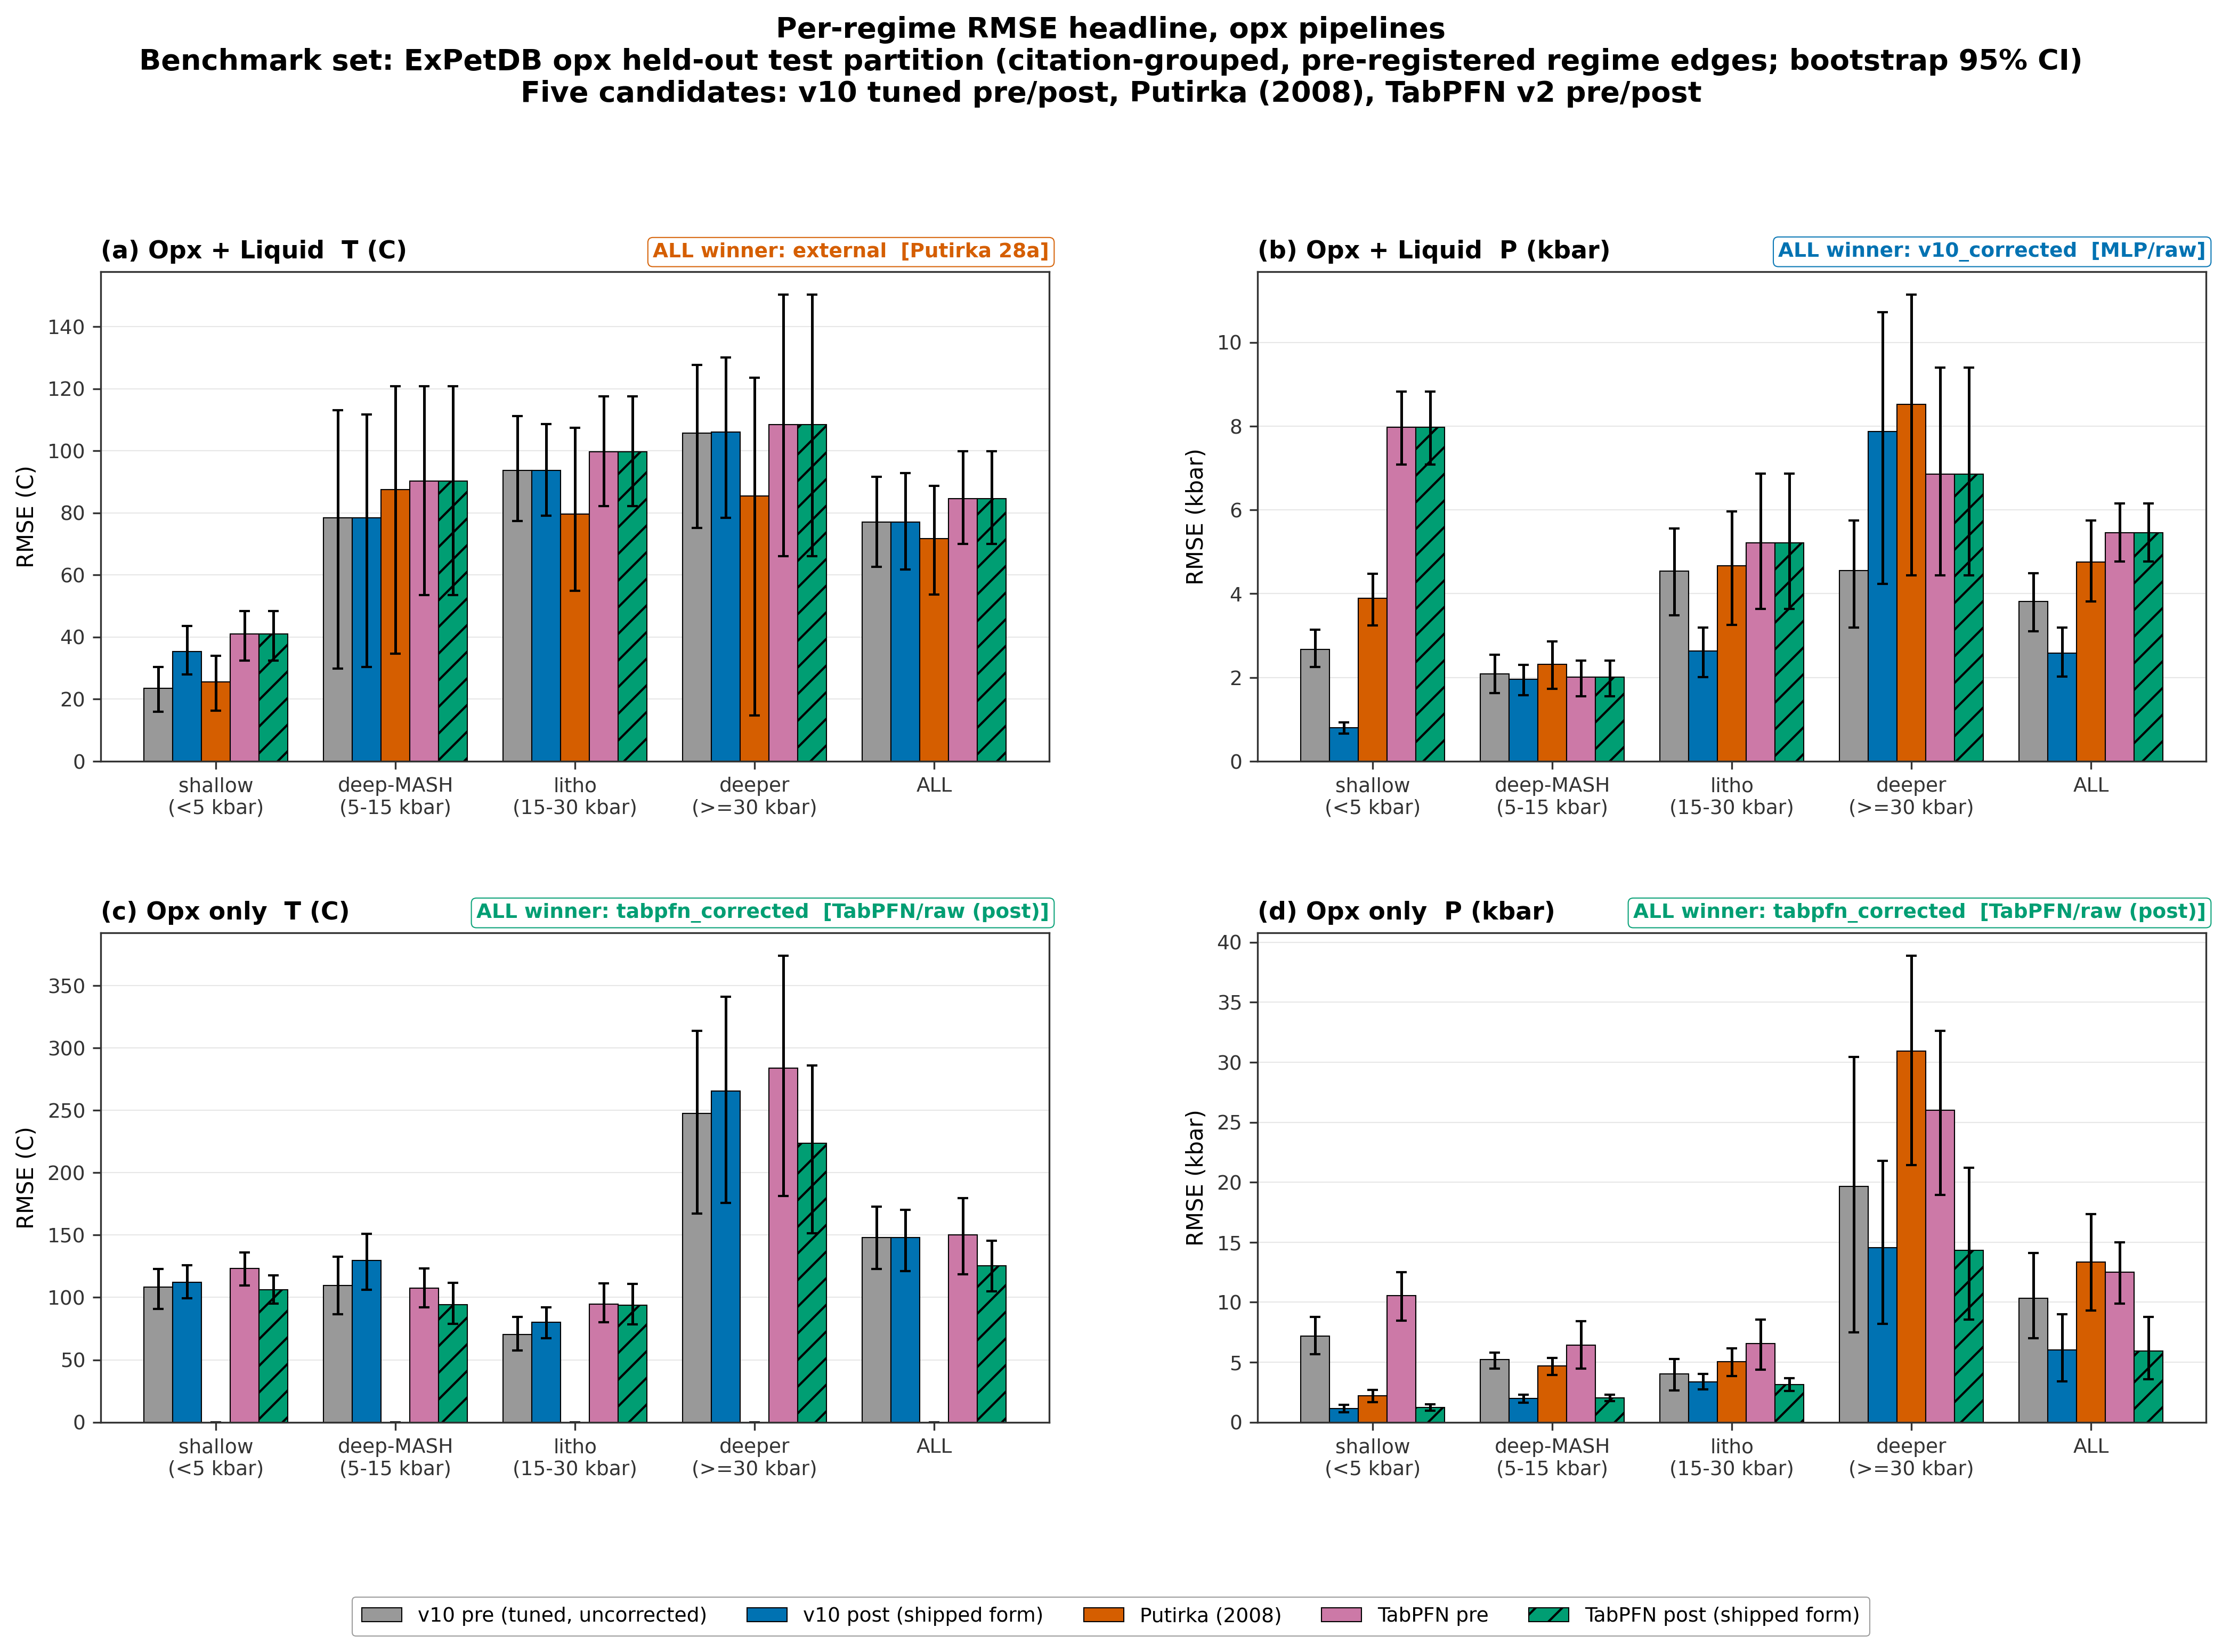 Per-regime RMSE headline, opx pipelines
Benchmark set: ExPetDB opx held-out test partition (citation-grouped, pre-registered regime edges; bootstrap 95% CI)
Five candidates: v10 tuned pre/post, Putirka (2008), TabPFN v2 pre/post
(a) Opx + Liquid  T (C)
ALL winner: external  [Putirka 28a]
RMSE (C)
140
120
100
80
60
40
20
0
shallow
(<5 kbar)
deep-MASH
(5-15 kbar)
litho
(15-30 kbar)
deeper
(>=30 kbar)
ALL
(b) Opx + Liquid  P (kbar)
ALL winner: v10_corrected  [MLP/raw]
RMSE (kbar)
10
8
6
4
2
0
shallow
(<5 kbar)
deep-MASH
(5-15 kbar)
litho
(15-30 kbar)
deeper
(>=30 kbar)
ALL
(c) Opx only  T (C)
ALL winner: tabpfn_corrected  [TabPFN/raw (post)]
RMSE (C)
350
300
250
200
150
100
50
0
shallow
(<5 kbar)
deep-MASH
(5-15 kbar)
litho
(15-30 kbar)
deeper
(>=30 kbar)
ALL
(d) Opx only  P (kbar)
ALL winner: tabpfn_corrected  [TabPFN/raw (post)]
RMSE (kbar)
40
35
30
25
20
15
10
5
0
shallow
(<5 kbar)
deep-MASH
(5-15 kbar)
litho
(15-30 kbar)
deeper
(>=30 kbar)
ALL
v10 pre (tuned, uncorrected)
v10 post (shipped form)
Putirka (2008)
TabPFN pre
TabPFN post (shipped form)